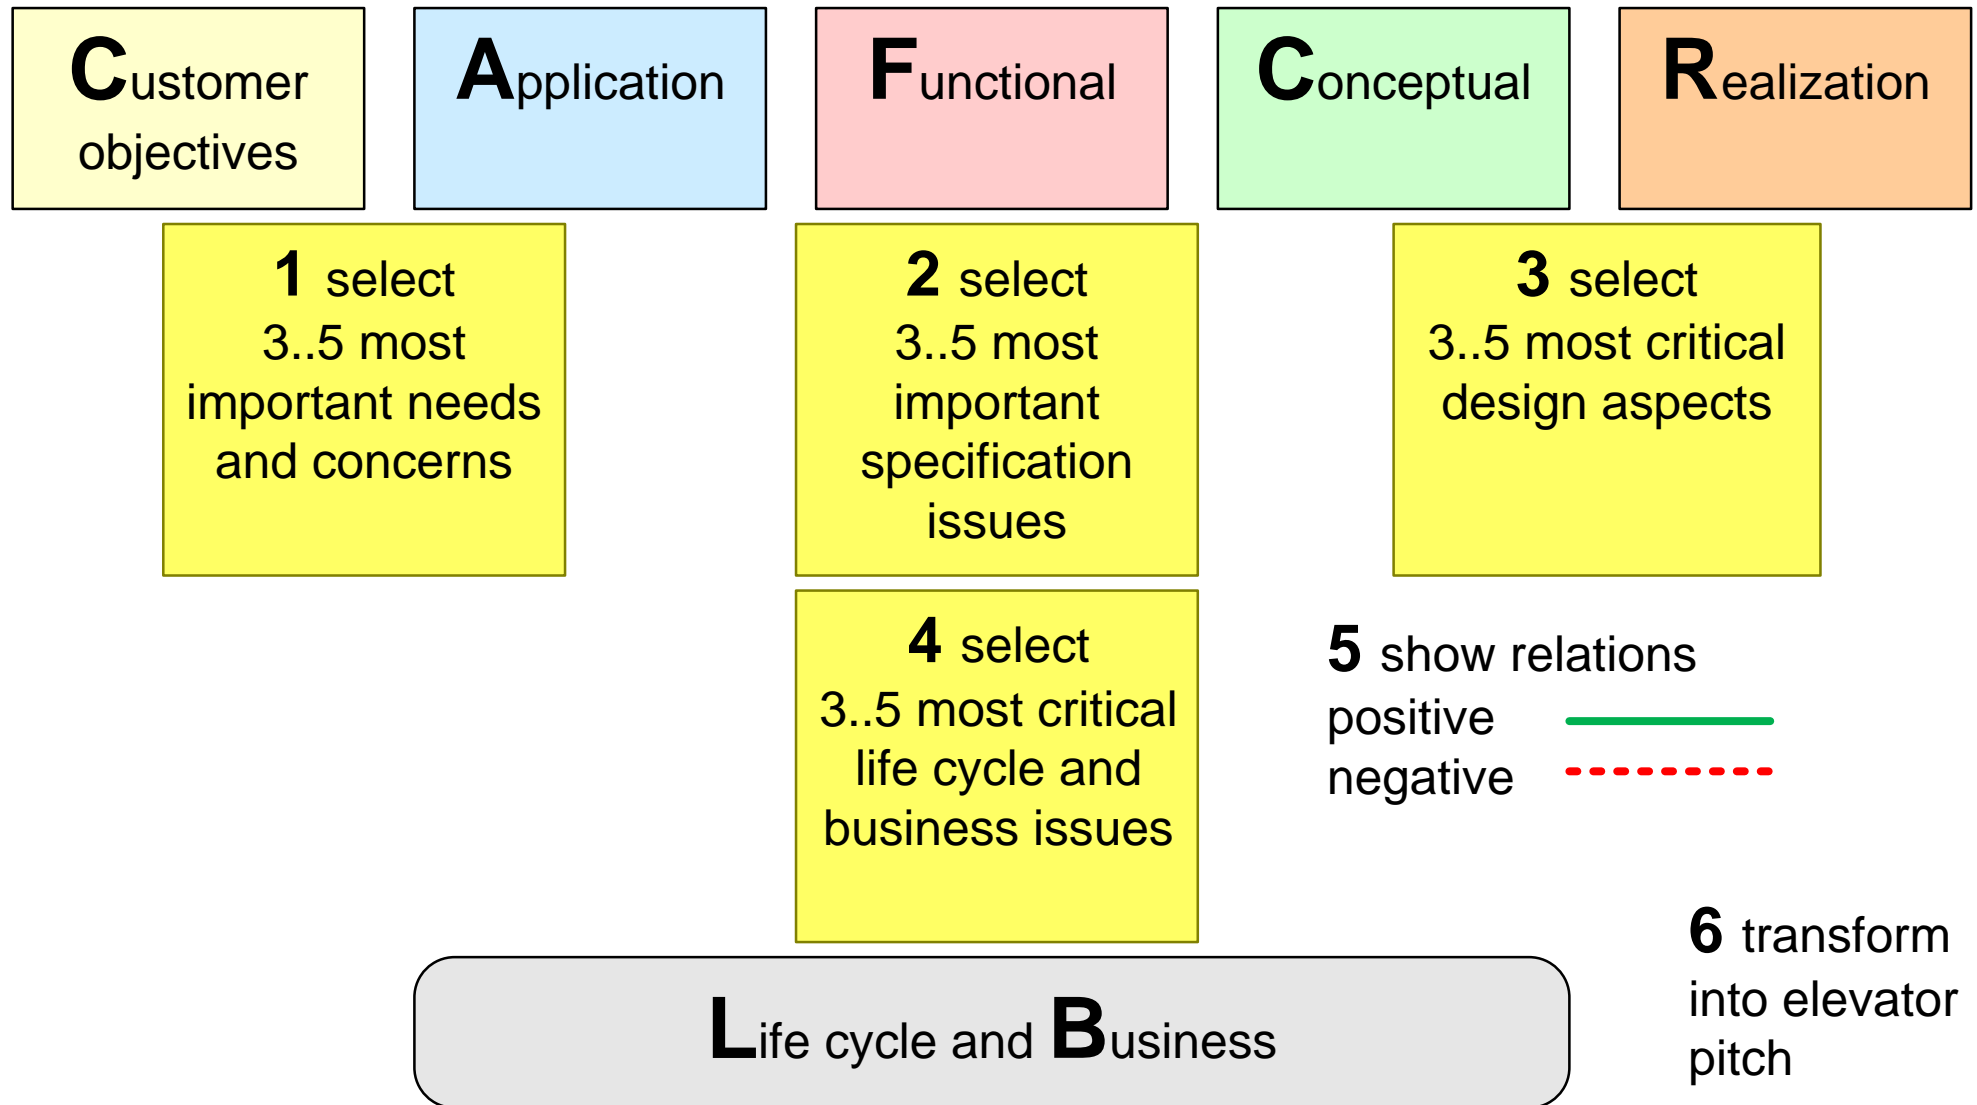 Customer
objectives
Application
Functional
Conceptual
Realization
1 select
3..5 most
important needs
and concerns
2 select
3..5 most
important
specification
issues
3 select
3..5 most critical
design aspects
4 select
3..5 most critical
life cycle and
business issues
5 show relations
positive
negative
6 transform
into elevator
pitch
Life cycle and Business